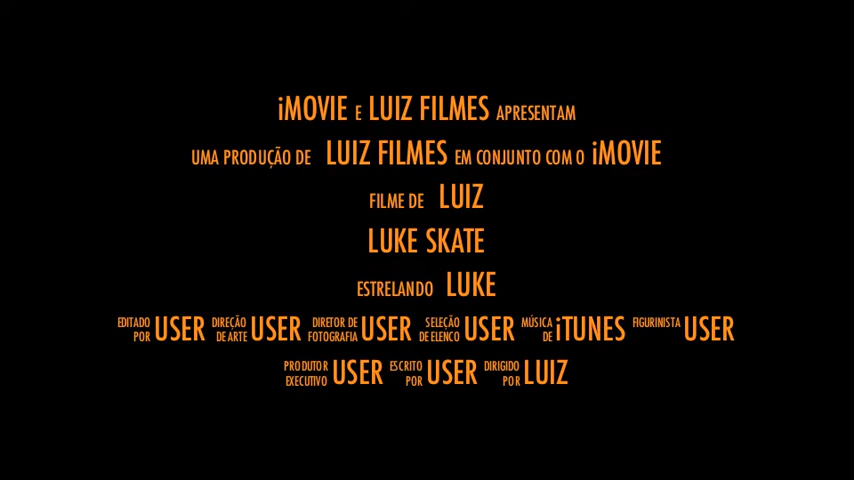 iMOVIE E LUIZ FILMES APRESENTAM
UMA PRODUÇÃO DE LUIZ FILMES EM CONJUNTO COM O iMOVIE
FILME DE LUIZ
LUKE SKATE
ESTRELANDO LUKE
EDITADO POR USER DIREÇÃO DE ARTE USER DIRETOR DE FOTOGRAFIA USER SELEÇÃO DE ELENCO USER MÚSICA DE iTUNES FIGURINISTA USER
PRODUTOR EXECUTIVO USER ESCRITO POR USER DIRIGIDO POR LUIZ